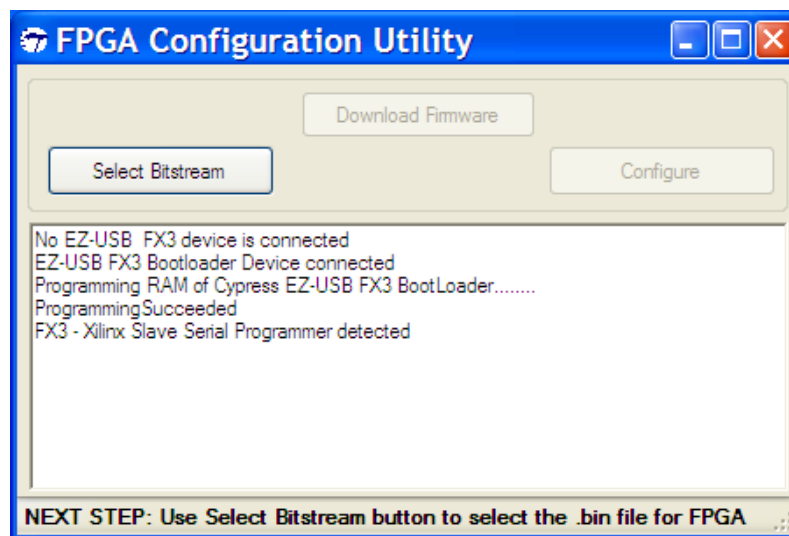 FPGA Configuration Utility
Download Firmware
Select Bitstream
Configure
No EZ-USB  FX3 device is connected
EZ-USB FX3 Bootloader Device connected
Programming RAM of Cypress EZ-USB FX3 BootLoader........
ProgrammingSucceeded
FX3 - Xilinx Slave Serial Programmer detected
NEXT STEP: Use Select Bitstream button to select the .bin file for FPGA